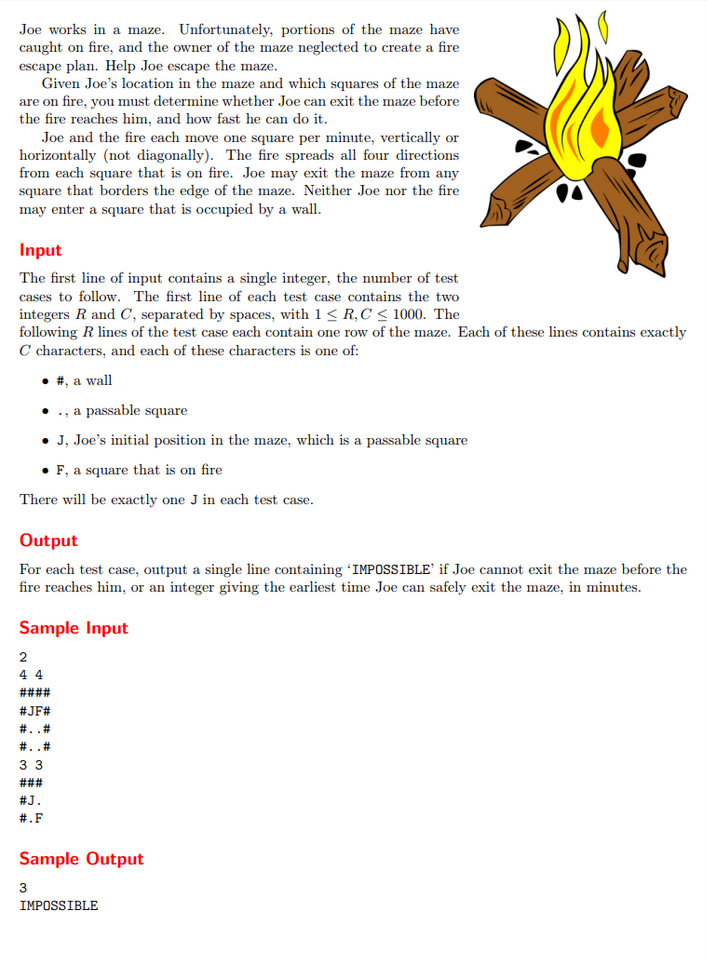 Joe works in a maze. Unfortunately, portions of the maze have
caught on fire, and the owner of the maze neglected to create a fire
escape plan. Help Joe escape the maze.
Given Joe's location in the maze and which squares of the maze
are on fire, you must determine whether Joe can exit the maze before
the fire reaches him, and how fast he can do it.
Joe and the fire each move one square per minute, vertically or
horizontally (not diagonally). The fire spreads all four directions
from each square that is on fire. Joe may exit the maze from any
square that borders the edge of the maze. Neither Joe nor the fire
may enter a square that is occupied by a wall.
Input
The first line of input contains a single integer, the number of test
cases to follow. The first line of each test case contains the two
integers R and C, separated by spaces, with 1 ≤ R, C ≤ 1000. The
following R lines of the test case each contain one row of the maze. Each of these lines contains exactly
C characters, and each of these characters is one of:
• #, a wall
• ., a passable square
• J, Joe's initial position in the maze, which is a passable square
• F, a square that is on fire
There will be exactly one J in each test case.
Output
For each test case, output a single line containing 'IMPOSSIBLE' if Joe cannot exit the maze before the
fire reaches him, or an integer giving the earliest time Joe can safely exit the maze, in minutes.
Sample Input
2
4 4
####
#JF#
#..#
#..#
3 3
###
#J.
#.F
Sample Output
3
IMPOSSIBLE